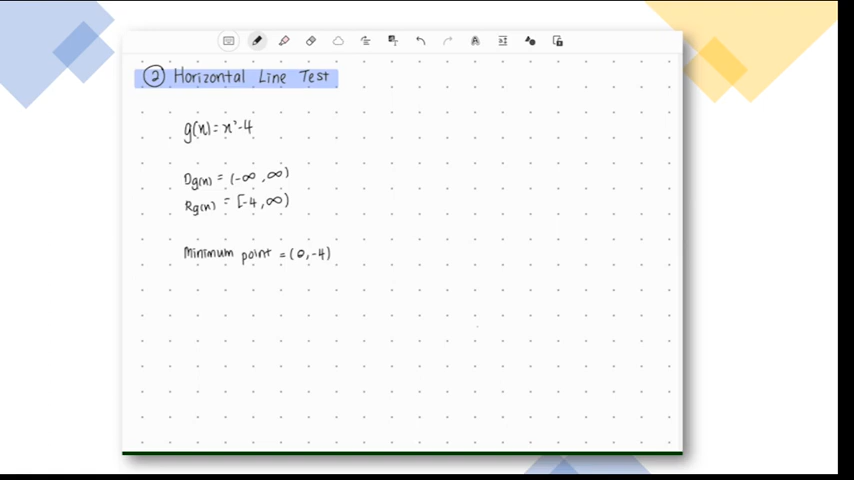 ② Horizontal Line Test
g(x) = x² - 4
Dg(x) = (-∞, ∞)
Rg(x) = [-4, ∞)
Minimum point = (0, -4)